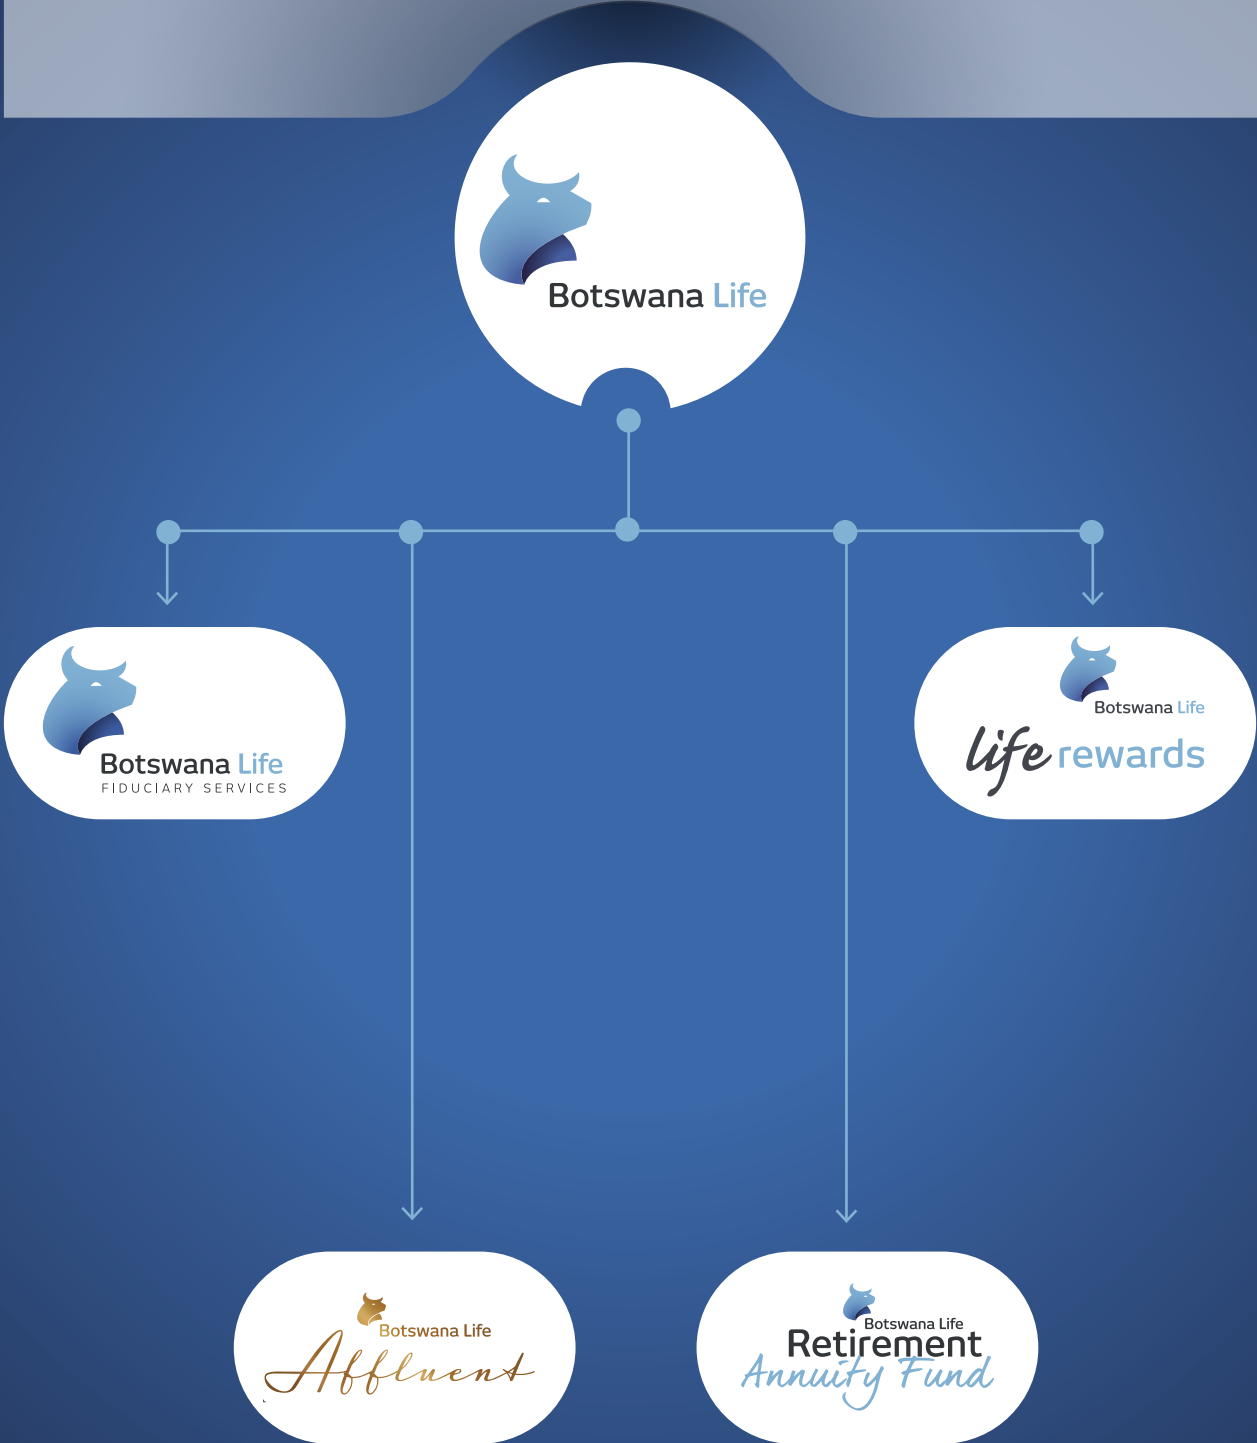 Botswana Life
Botswana Life
FIDUCIARY SERVICES
Botswana Life
life rewards
Botswana Life
Affluent
Botswana Life
Retirement
Annuity Fund